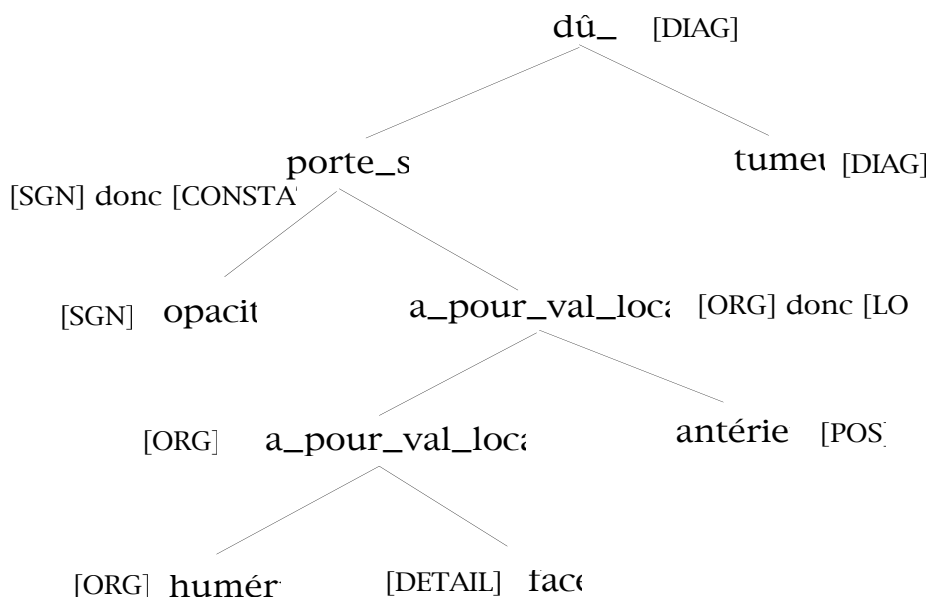 dû_ [DIAG]
porte_s tumeu [DIAG]
[SGN] donc [CONSTA
[SGN] opacit a_pour_val_loca [ORG] donc [LO
[ORG] a_pour_val_loca antérie [POS]
[ORG] humér [DETAIL] face